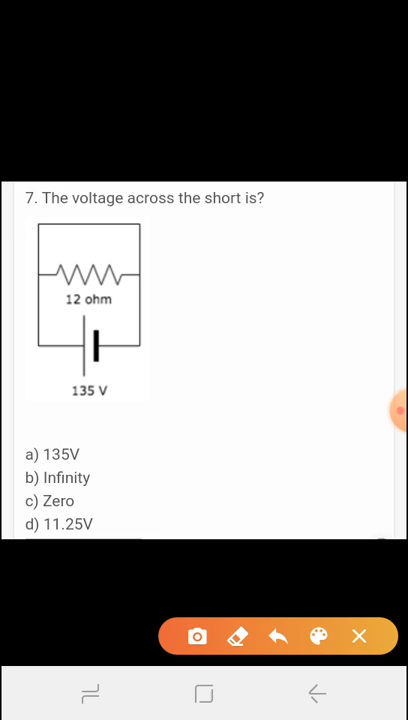 7. The voltage across the short is?
12 ohm
135 V
a) 135V
b) Infinity
c) Zero
d) 11.25V